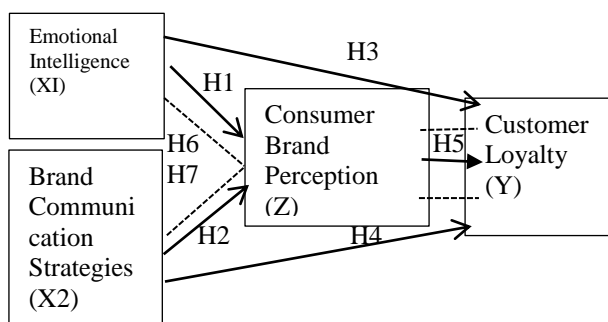 Emotional
Intelligence
(XI)
H3
H1
Consumer
Brand
Perception
(Z)
Customer
Loyalty
(Y)
H5
H6
H7
Brand
Communi
cation
Strategies
(X2)
H2
H4